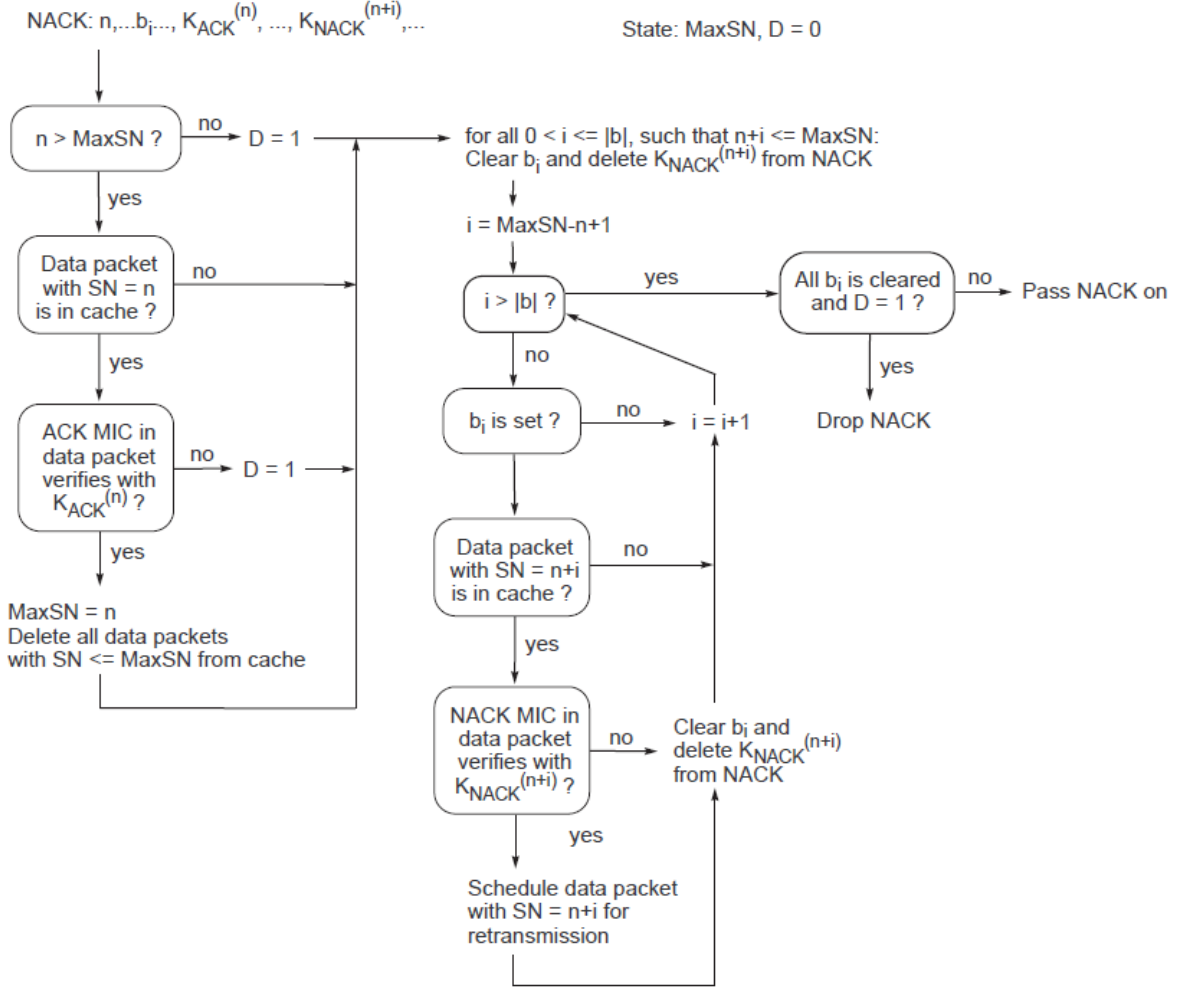 NACK: n,...bi..., KACK(n), ..., KNACK(n+i),...
State: MaxSN, D = 0
n > MaxSN ?
no
D = 1
yes
Data packet
with SN = n
is in cache ?
no
yes
ACK MIC in
data packet
verifies with
KACK(n) ?
no
D = 1
yes
MaxSN = n
Delete all data packets
with SN <= MaxSN from cache
for all 0 < i <= |b|, such that n+i <= MaxSN:
Clear bi and delete KNACK(n+i) from NACK
i = MaxSN-n+1
i > |b| ?
yes
no
All bi is cleared
and D = 1 ?
no
Pass NACK on
yes
Drop NACK
bi is set ?
no
i = i+1
Data packet
with SN = n+i
is in cache ?
no
yes
NACK MIC in
data packet
verifies with
KNACK(n+i) ?
no
Clear bi and
delete KNACK(n+i)
from NACK
yes
Schedule data packet
with SN = n+i for
retransmission